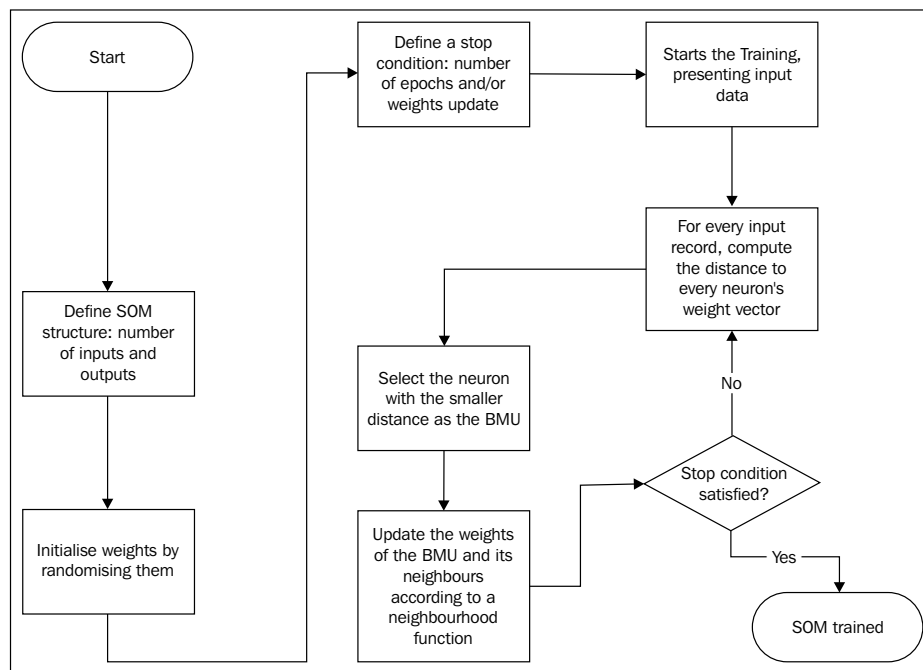 Start
Define SOM
structure: number
of inputs and
outputs
Initialise weights by
randomising them
Define a stop
condition: number
of epochs and/or
weights update
Starts the Training,
presenting input
data
For every input
record, compute
the distance to
every neuron's
weight vector
Select the neuron
with the smaller
distance as the BMU
Update the weights
of the BMU and its
neighbours
according to a
neighbourhood
function
Stop condition
satisfied?
No
Yes
SOM trained